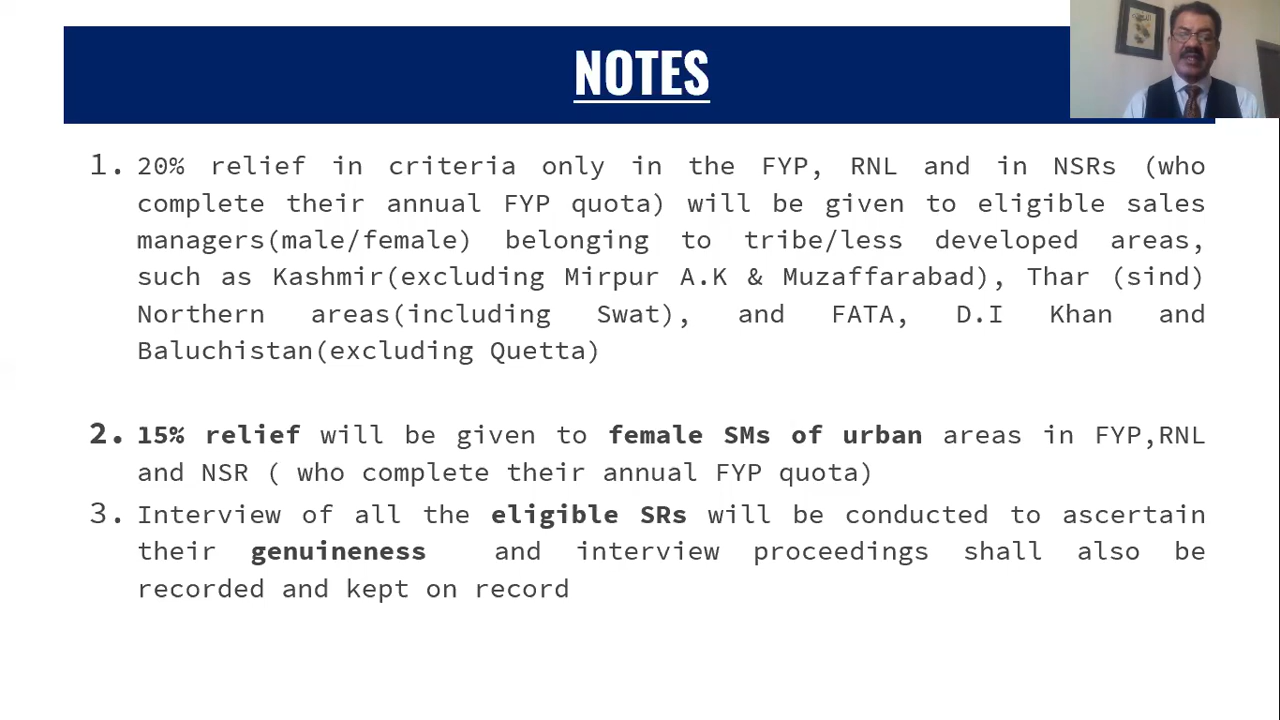 NOTES
1. 20% relief in criteria only in the FYP, RNL and in NSRs (who
complete their annual FYP quota) will be given to eligible sales
managers(male/female) belonging to tribe/less developed areas,
such as Kashmir(excluding Mirpur A.K & Muzaffarabad), Thar (sind)
Northern areas(including Swat), and FATA, D.I Khan and
Baluchistan(excluding Quetta)
2. 15% relief will be given to female SMs of urban areas in FYP,RNL
and NSR ( who complete their annual FYP quota)
3. Interview of all the eligible SRs will be conducted to ascertain
their genuineness and interview proceedings shall also be
recorded and kept on record